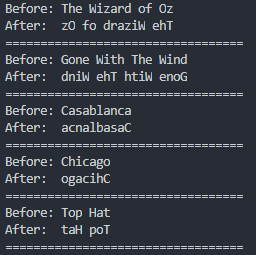 Before: The Wizard of Oz
After:  zO fo draziW ehT
==================================
Before: Gone With The Wind
After:  dniW ehT htiW enoG
==================================
Before: Casablanca
After:  acnalbasaC
==================================
Before: Chicago
After:  ogacihC
==================================
Before: Top Hat
After:  taH poT
==================================